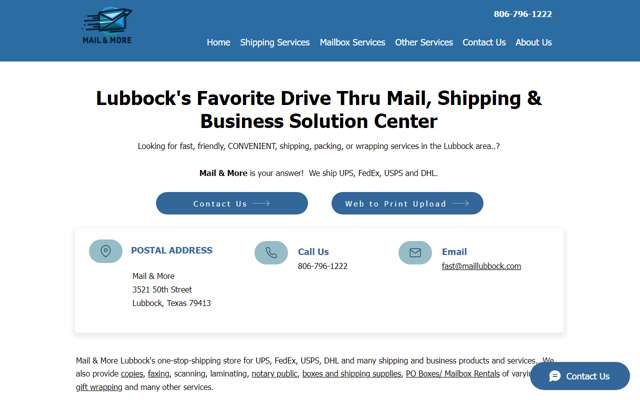 806-796-1222
MAIL & MORE
Home Shipping Services Mailbox Services Other Services Contact Us About Us
Lubbock's Favorite Drive Thru Mail, Shipping &
Business Solution Center
Looking for fast, friendly, CONVENIENT, shipping, packing, or wrapping services in the Lubbock area..?
Mail & More is your answer! We ship UPS, FedEx, USPS and DHL.
Contact Us
Web to Print Upload
POSTAL ADDRESS
Mail & More
3521 50th Street
Lubbock, Texas 79413
Call Us
806-796-1222
Email
fast@maillubbock.com
Mail & More Lubbock's one-stop-shipping store for UPS, FedEx, USPS, DHL and many shipping and business products and services. We
also provide copies, faxing, scanning, laminating, notary public, boxes and shipping supplies, PO Boxes/ Mailbox Rentals of
gift wrapping and many other services.
Contact Us